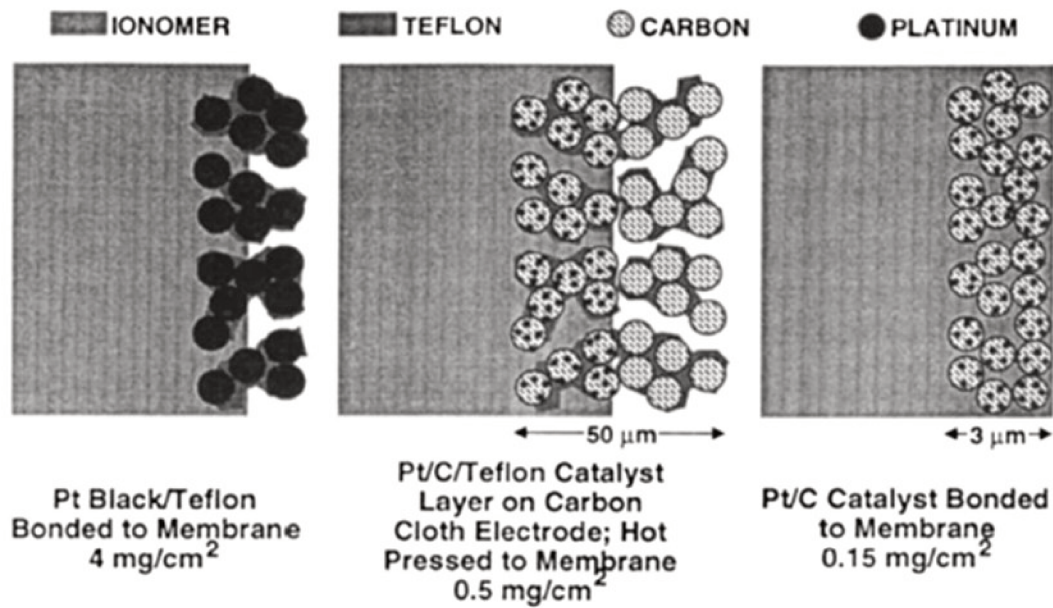 IONOMER TEFLON CARBON PLATINUM
50 μm
3 μm
Pt Black/Teflon
Bonded to Membrane
4 mg/cm²
Pt/C/Teflon Catalyst
Layer on Carbon
Cloth Electrode; Hot
Pressed to Membrane
0.5 mg/cm²
Pt/C Catalyst Bonded
to Membrane
0.15 mg/cm²